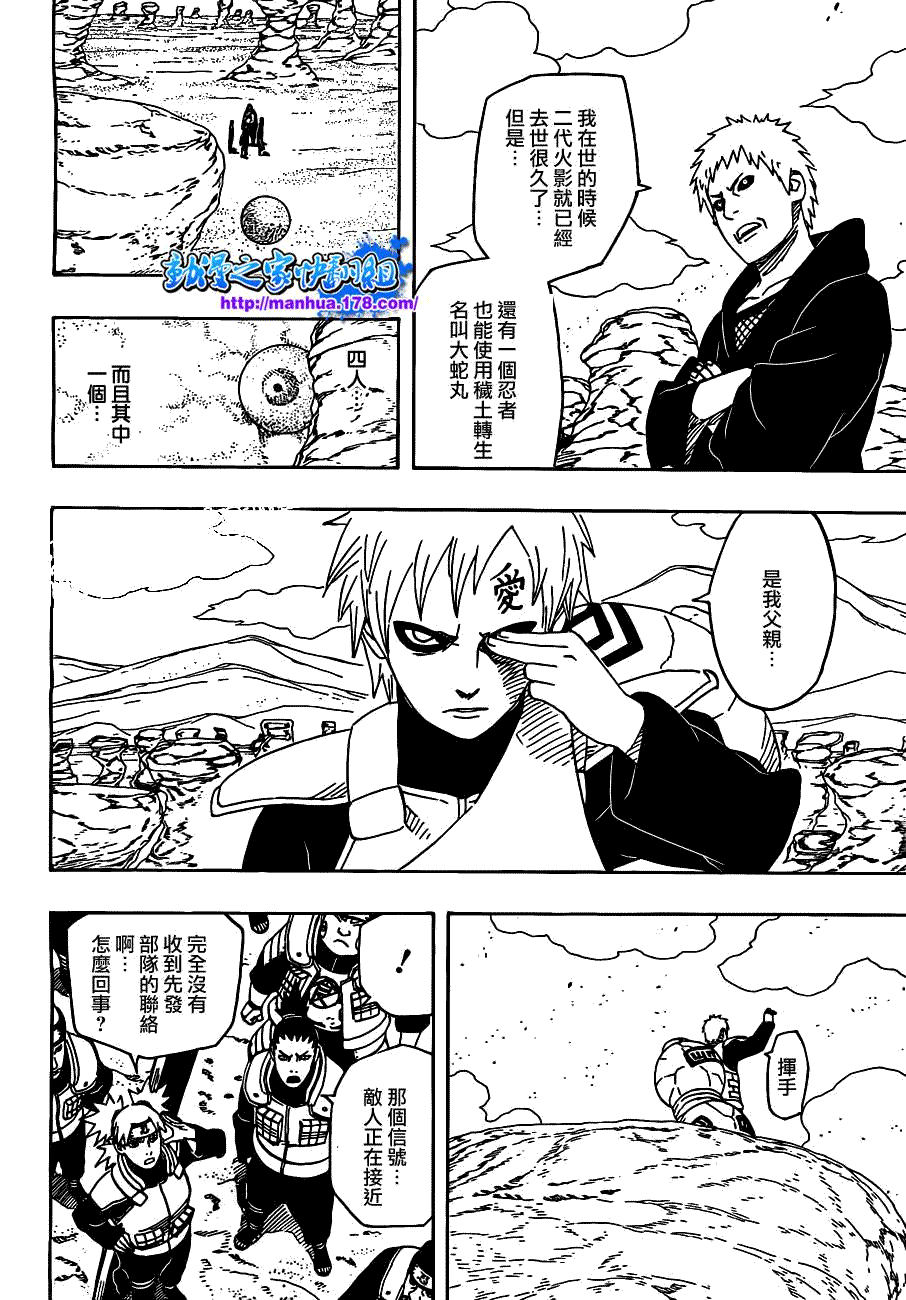 我在世的時候
二代火影就已經
去世很久了…
但是…
還有一個忍者
也能使用穢土轉生
名叫大蛇丸
動漫之家快翻組
http://manhua.178.com/
四人…
而且其中
一個…
愛
是我父親…
揮手
！
那個信號…
敵人正在接近
完全沒有
收到先發
部隊的聯絡
啊…
怎麼回事？